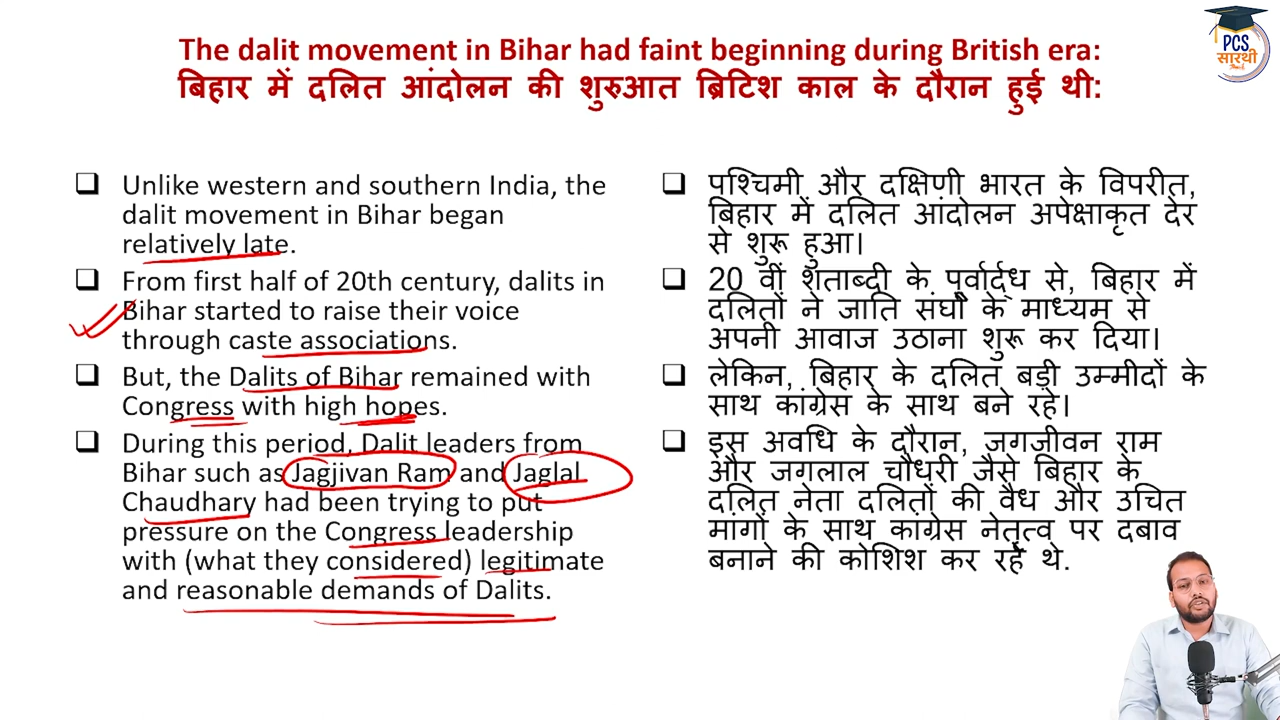 The dalit movement in Bihar had faint beginning during British era:
बिहार में दलित आंदोलन की शुरुआत ब्रिटिश काल के दौरान हुई थी:
PCS
सारथी
Unlike western and southern India, the
dalit movement in Bihar began
relatively late.
From first half of 20th century, dalits in
Bihar started to raise their voice
through caste associations.
But, the Dalits of Bihar remained with
Congress with high hopes.
During this period, Dalit leaders from
Bihar such as Jagjivan Ram and Jaglal
Chaudhary had been trying to put
pressure on the Congress leadership
with (what they considered) legitimate
and reasonable demands of Dalits.
पश्चिमी और दक्षिणी भारत के विपरीत,
बिहार में दलित आंदोलन अपेक्षाकृत देर
से शुरू हुआ।
20 वीं शताब्दी के पूर्वार्द्ध से, बिहार में
दलितों ने जाति संघों के माध्यम से
अपनी आवाज उठाना शुरू कर दिया।
लेकिन, बिहार के दलित बड़ी उम्मीदों के
साथ कांग्रेस के साथ बने रहे।
इस अवधि के दौरान, जगजीवन राम
और जगलाल चौधरी जैसे बिहार के
दलित नेता दलितों की वैध और उचित
मांगों के साथ कांग्रेस नेतृत्व पर दबाव
बनाने की कोशिश कर रहे थे.